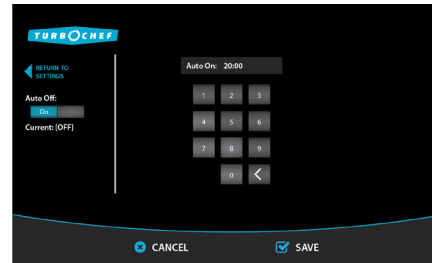 TURBOCHEF
RETURN TO
SETTINGS
Auto Off:
On
Current: [OFF]
Auto On: 20:00
1 2 3
4 5 6
7 8 9
0 <
CANCEL
SAVE